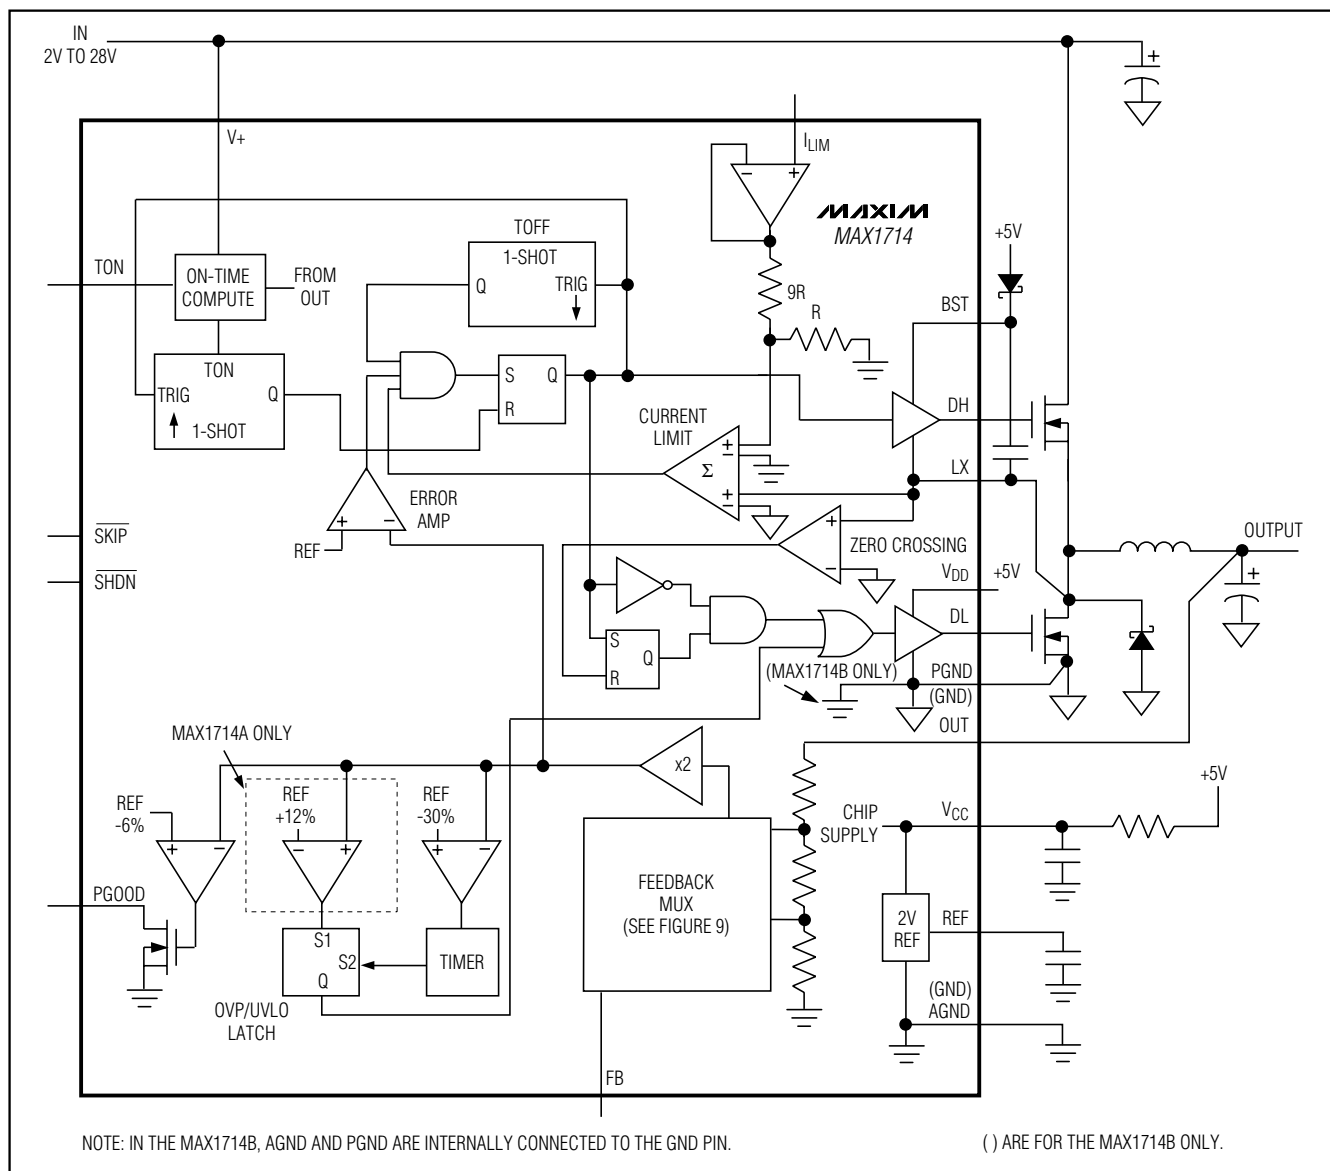 IN
2V TO 28V
V+
ILIM
- +
MAXIM
MAX1714
+5V
TOFF
1-SHOT
Q TRIG
TON
ON-TIME
COMPUTE
FROM
OUT
9R
R
BST
TON
TRIG Q
1-SHOT
S Q
R
DH
CURRENT
LIMIT
+
-
Σ
+
-
LX
ERROR
AMP
+ -
REF
SKIP
SHDN
+
ZERO CROSSING
-
VDD
+5V
OUTPUT
+
+
DL
S
Q
R
(MAX1714B ONLY)
PGND
(GND)
OUT
MAX1714A ONLY
x2
REF
-6%
REF
+12%
REF
-30%
+ -
- +
+ -
+5V
CHIP
SUPPLY
VCC
PGOOD
FEEDBACK
MUX
(SEE FIGURE 9)
2V
REF
REF
S1
S2
Q
TIMER
OVP/UVLO
LATCH
(GND)
AGND
FB
NOTE: IN THE MAX1714B, AGND AND PGND ARE INTERNALLY CONNECTED TO THE GND PIN.
( ) ARE FOR THE MAX1714B ONLY.